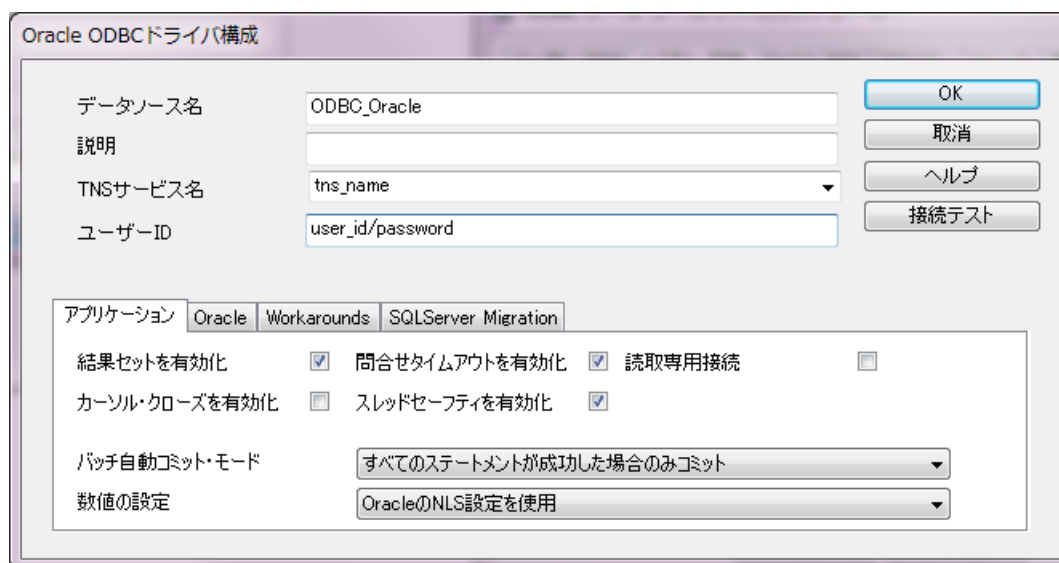 Oracle ODBCドライバ構成
データソース名 ODBC_Oracle OK
説明 取消
TNSサービス名 tns_name ヘルプ
ユーザーID user_id/password 接続テスト
アプリケーション Oracle Workarounds SQLServer Migration
結果セットを有効化 問合せタイムアウトを有効化 読取専用接続
カーソル・クローズを有効化 スレッドセーフティを有効化
バッチ自動コミット・モード すべてのステートメントが成功した場合のみコミット
数値の設定 OracleのNLS設定を使用